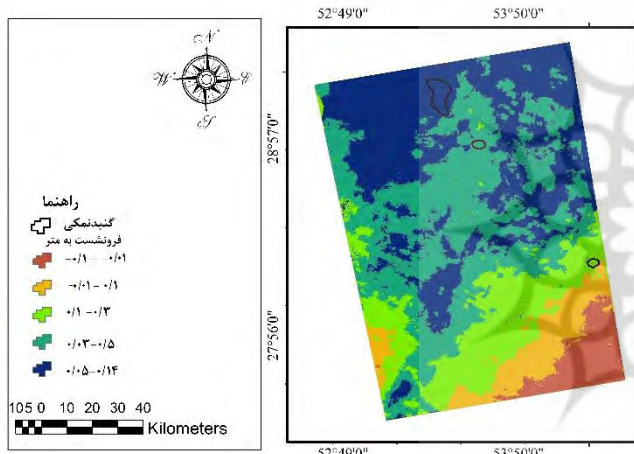 52°49'0" 53°50'0"
28°57'0"
27°56'0"
52°49'0" 53°50'0"
N
E
W
S
راهنما
گنبدنمکی
فرونشست به متر
-۰/۱ - -۰/۰۱
-۰/۰۱ - ۰/۱
۰/۱ - ۰/۳
۰/۰۳ - ۰/۵
۰/۰۵ - ۰/۱۴
105 0 10 20 30 40
Kilometers